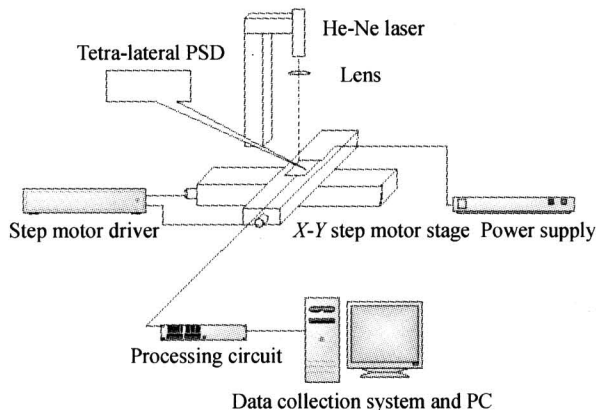 He-Ne laser
Tetra-lateral PSD
Lens
Step motor driver
X-Y step motor stage
Power supply
Processing circuit
Data collection system and PC